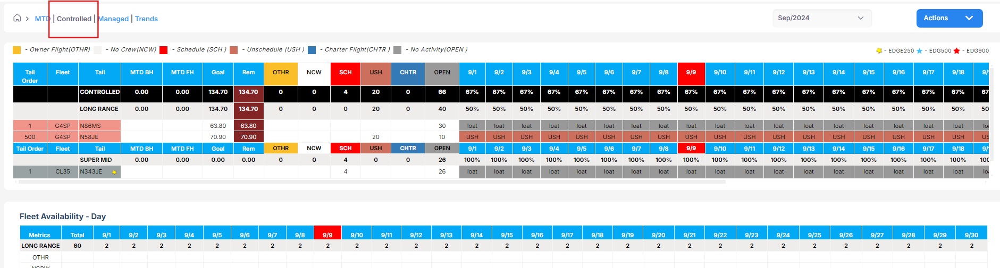 MTD | Controlled | Managed | Trends Sep/2024 Actions
- Owner Flight(OTHR) - No Crew(NCW) - Schedule (SCH ) - Unschedule (USH ) - Charter Flight(CHTR ) - No Activity(OPEN ) - EDGE250 - EDG500 - EDG900
Tail Order Fleet Tail MTD BH MTD FH Goal Rem OTHR NCW SCH USH CHTR OPEN 9/1 9/2 9/3 9/4 9/5 9/6 9/7 9/8 9/9 9/10 9/11 9/12 9/13 9/14 9/15 9/16 9/17 9/18
CONTROLLED 0.00 0.00 134.70 134.70 0 0 4 20 0 66 67% 67% 67% 67% 67% 67% 67% 67% 67% 67% 67% 67% 67% 67% 67% 67% 67% 67% 67
LONG RANGE 0.00 0.00 134.70 134.70 0 0 0 20 0 40 50% 50% 50% 50% 50% 50% 50% 50% 50% 50% 50% 50% 50% 50% 50% 50% 50% 50% 50
1 G4SP N86MS 63.80 63.80 30 loat loat loat loat loat loat loat loat loat loat loat loat loat loat loat loat loat loat
500 G4SP N58JE 70.90 70.90 20 10 USH USH USH USH USH USH USH USH USH USH USH USH USH USH USH USH USH USH
Tail Order Fleet Tail MTD BH MTD FH Goal Rem OTHR NCW SCH USH CHTR OPEN 9/1 9/2 9/3 9/4 9/5 9/6 9/7 9/8 9/9 9/10 9/11 9/12 9/13 9/14 9/15 9/16 9/17 9/18
SUPER MID 0.00 0.00 0.00 0.00 0 0 4 0 0 26 100% 100% 100% 100% 100% 100% 100% 100% 100% 100% 100% 100% 100% 100% 100% 100% 100% 100% 100
1 CL35 N343JE 4 26 loat loat loat loat loat loat loat loat loat loat loat loat loat loat loat loat loat loat
Fleet Availability - Day
Metrics Total 9/1 9/2 9/3 9/4 9/5 9/6 9/7 9/8 9/9 9/10 9/11 9/12 9/13 9/14 9/15 9/16 9/17 9/18 9/19 9/20 9/21 9/22 9/23 9/24 9/25 9/26 9/27 9/28 9/29 9/30
LONG RANGE 60 2 2 2 2 2 2 2 2 2 2 2 2 2 2 2 2 2 2 2 2 2 2 2 2 2 2 2 2 2 2
OTHR